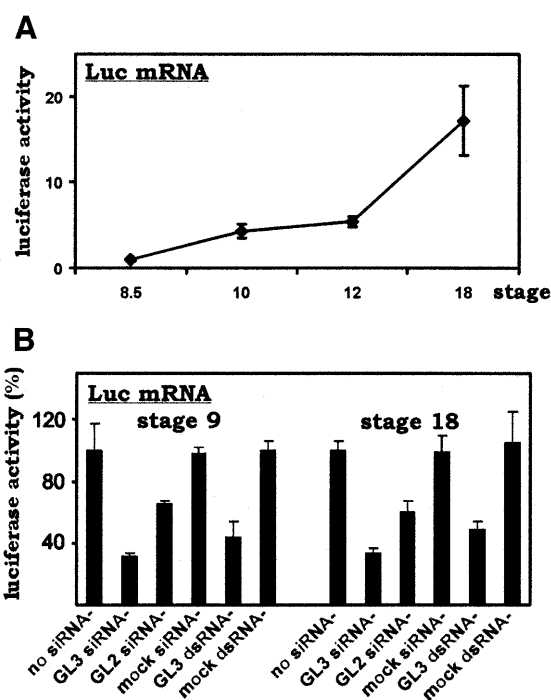 A
Luc mRNA
luciferase activity
20
10
0
8.5 10 12 18 stage
B
Luc mRNA
stage 9 stage 18
luciferase activity (%)
120
80
40
no siRNA- GL3 siRNA- GL2 siRNA- mock siRNA- GL3 dsRNA- mock dsRNA- no siRNA- GL3 siRNA- GL2 siRNA- mock siRNA- GL3 dsRNA- mock dsRNA-